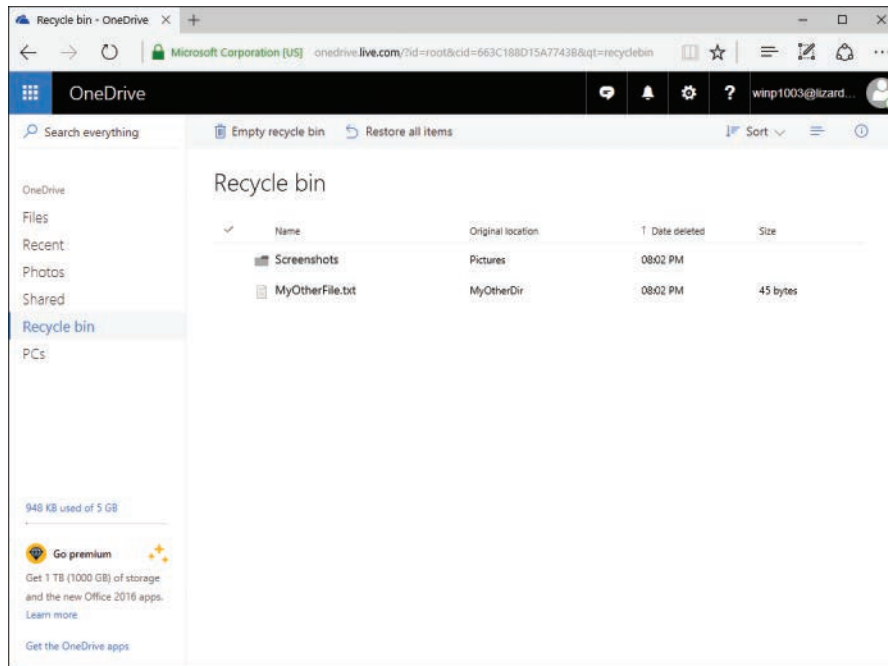 Recycle bin - OneDrive
Microsoft Corporation [US] onedrive.live.com/?id=root&cid=663C188D15A77438&qt=recyclebin
OneDrive
? winp1003@lizard...
Search everything
Empty recycle bin
Restore all items
Sort
OneDrive
Files
Recent
Photos
Shared
Recycle bin
PCs
Recycle bin
Name Original location Date deleted Size
Screenshots Pictures 08:02 PM
MyOtherFile.txt MyOtherDir 08:02 PM 45 bytes
948 KB used of 5 GB
Go premium
Get 1 TB (1000 GB) of storage
and the new Office 2016 apps.
Learn more
Get the OneDrive apps